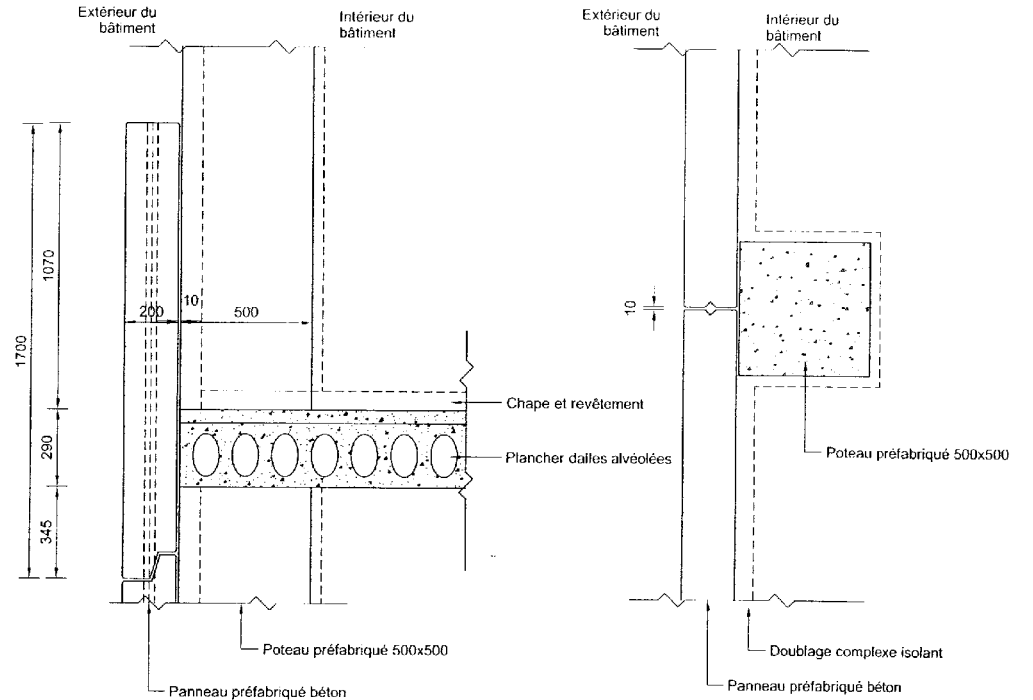 Extérieur du
bâtiment
Intérieur du
bâtiment
1700
1070
290
345
200
10
500
Chape et revêtement
Plancher dalles alvéolées
Poteau préfabriqué 500x500
Panneau préfabriqué béton
Extérieur du
bâtiment
Intérieur du
bâtiment
10
Poteau préfabriqué 500x500
Doublage complexe isolant
Panneau préfabriqué béton